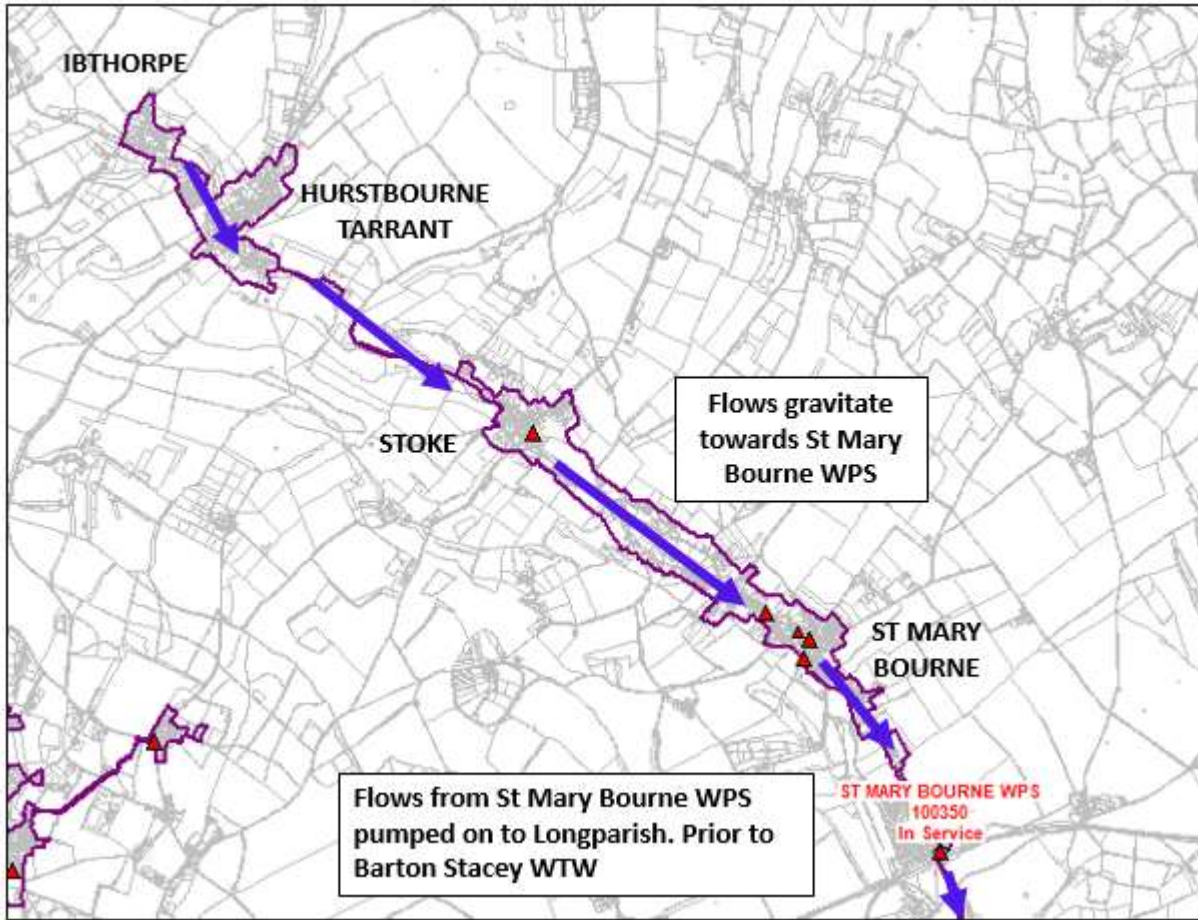 IBTHORPE
HURSTBOURNE
TARRANT
STOKE
Flows gravitate
towards St Mary
Bourne WPS
ST MARY
BOURNE
ST MARY BOURNE WPS
100350
In Service
Flows from St Mary Bourne WPS
pumped on to Longparish. Prior to
Barton Stacey WTW